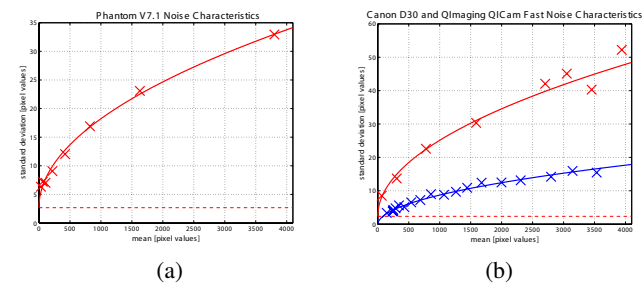 Phantom V7.1 Noise Characteristics
35
30
25
20
15
10
5
0
standard deviation [pixel values]
0 500 1000 1500 2000 2500 3000 3500 4000
mean [pixel values]
(a)
Canon D30 and QImaging QICam Fast Noise Characteristics
60
50
40
30
20
10
0
standard deviation [pixel values]
0 500 1000 1500 2000 2500 3000 3500 4000
mean [pixel values]
(b)